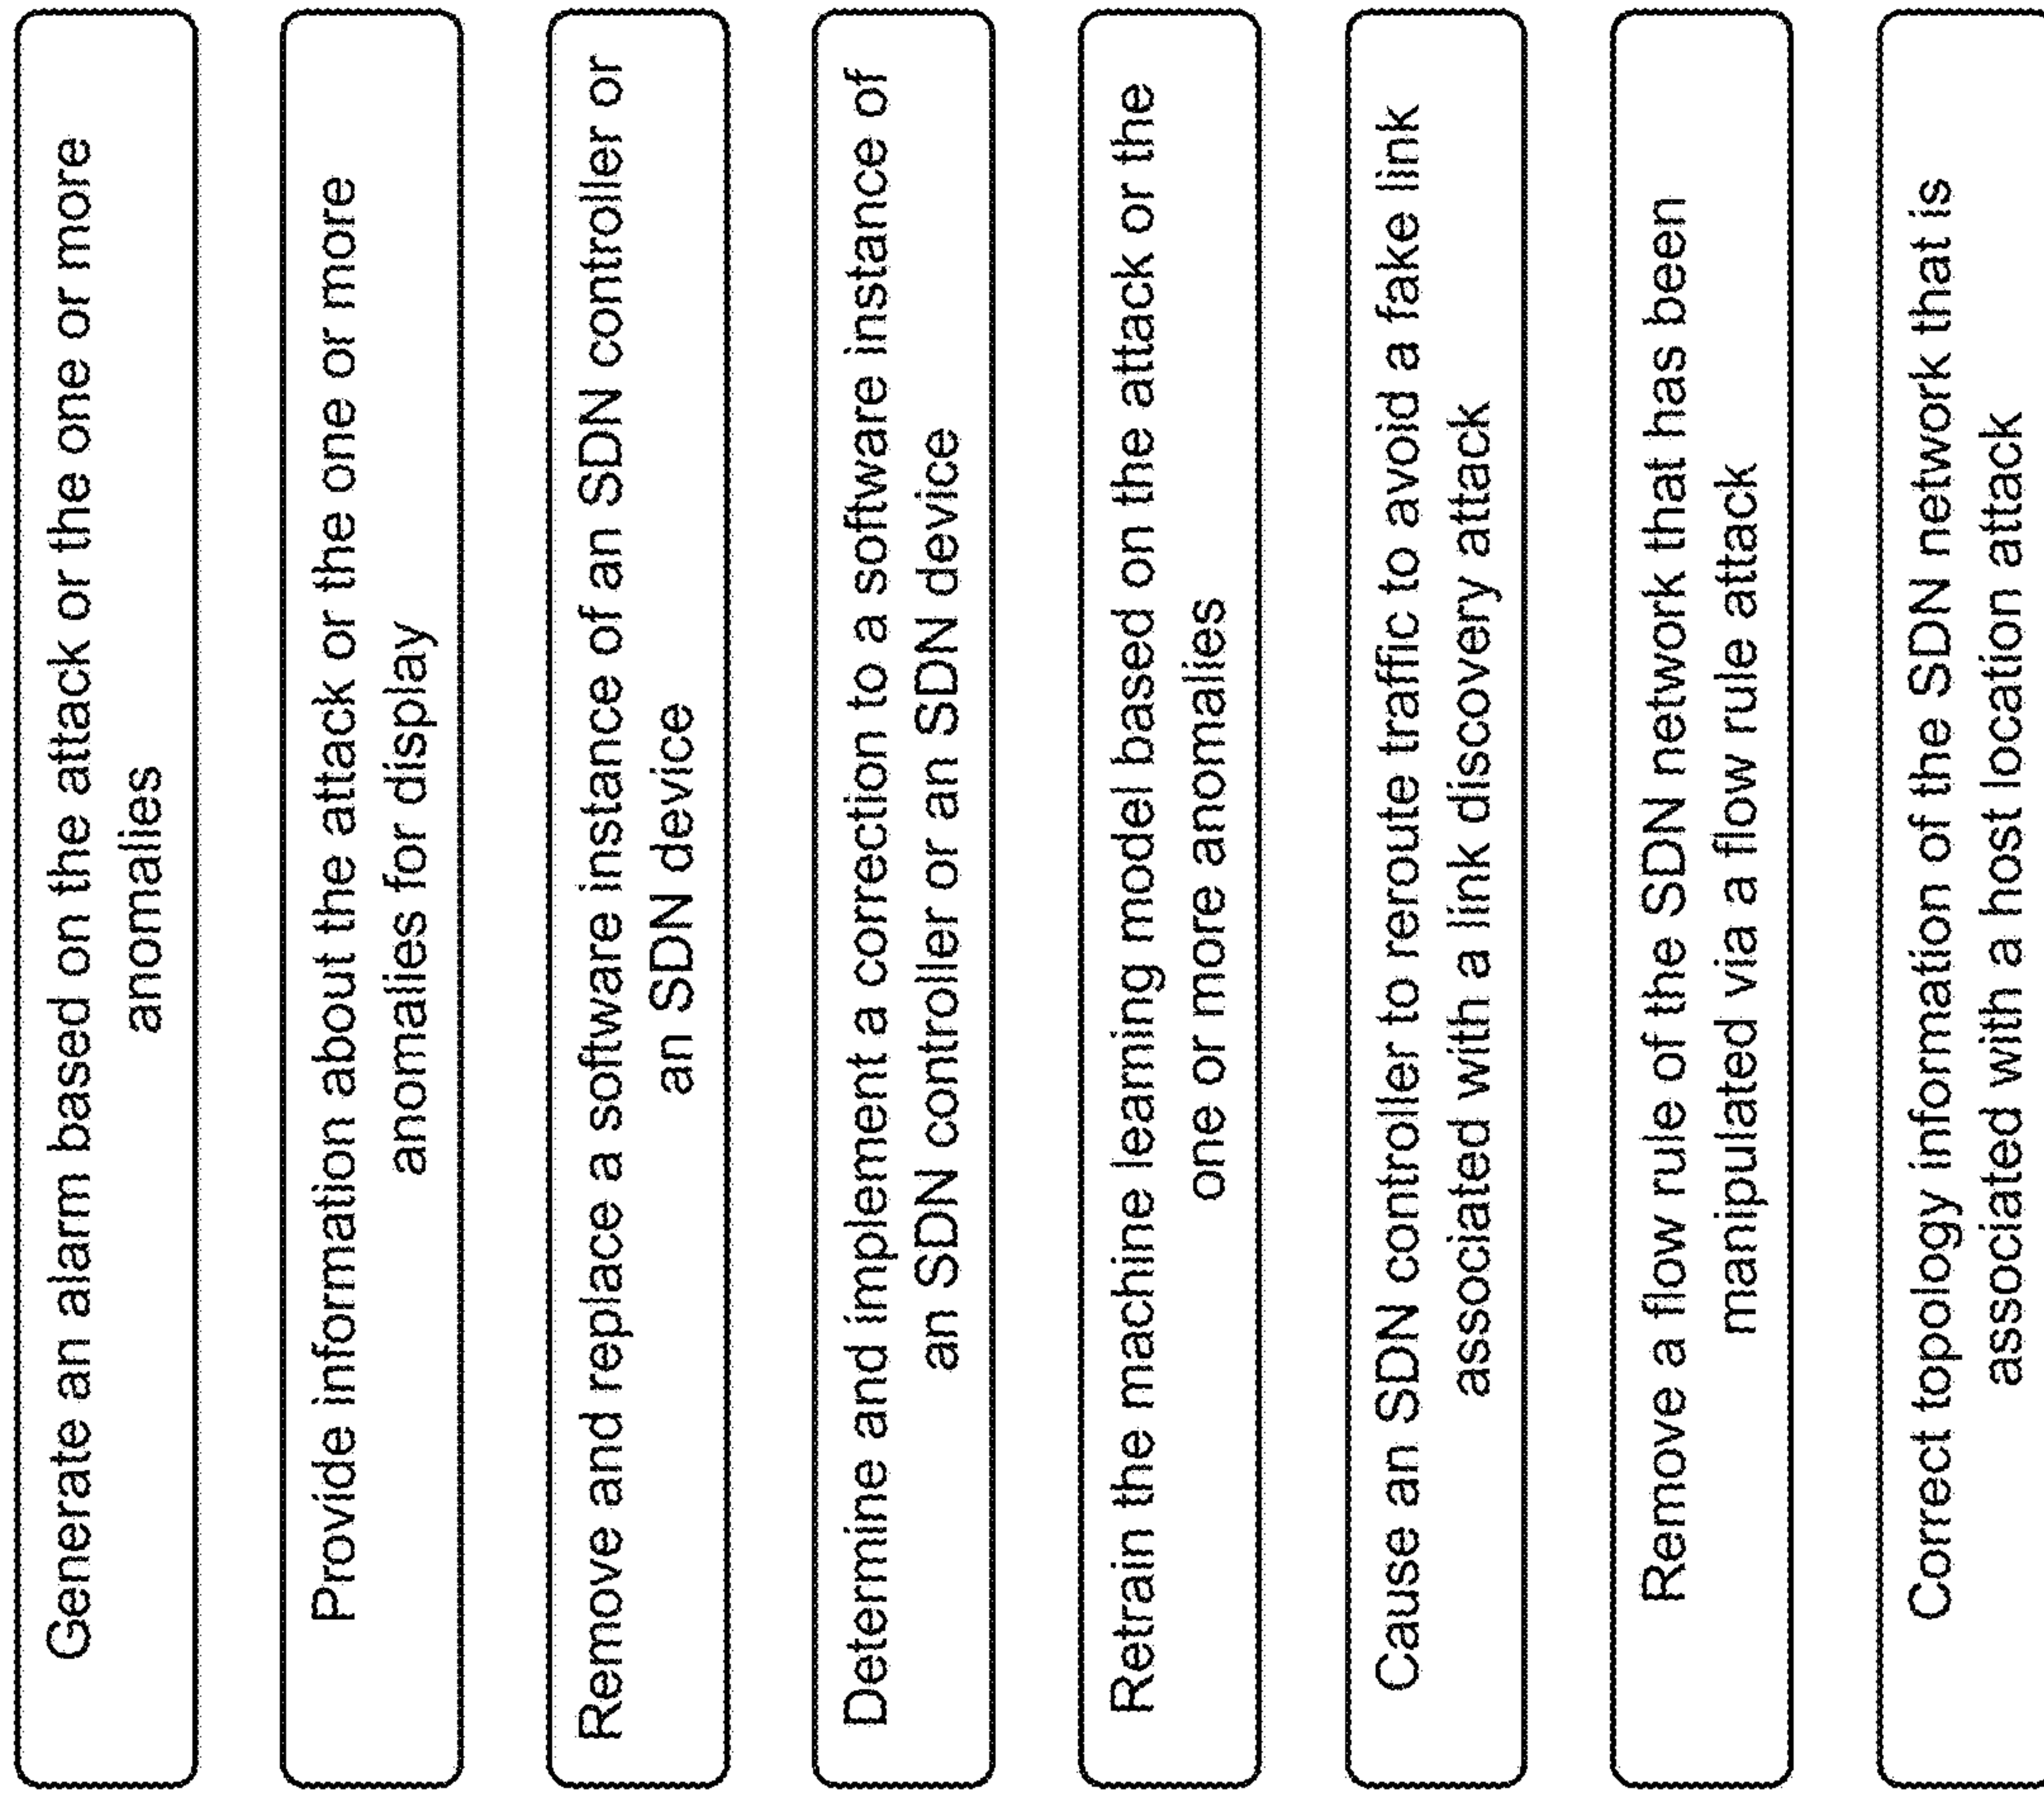 Generate an alarm based on the attack or the one or more
anomalies
Provide information about the attack or the one or more
anomalies for display
Remove and replace a software instance of an SDN controller or
an SDN device
Determine and implement a correction to a software instance of
an SDN controller or an SDN device
Retrain the machine learning model based on the attack or the
one or more anomalies
Cause an SDN controller to reroute traffic to avoid a fake link
associated with a link discovery attack
Remove a flow rule of the SDN network that has been
manipulated via a flow rule attack
Correct topology information of the SDN network that is
associated with a host location attack